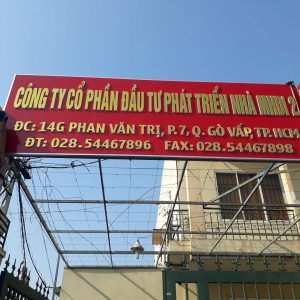 CÔNG TY CỔ PHẦN ĐẦU TƯ PHÁT TRIỂN NHÀ
ĐC: 14G PHAN VĂN TRỊ, P.7, Q. GÒ VẤP, TP.HCM
ĐT: 028.54467896 FAX: 028.54467898